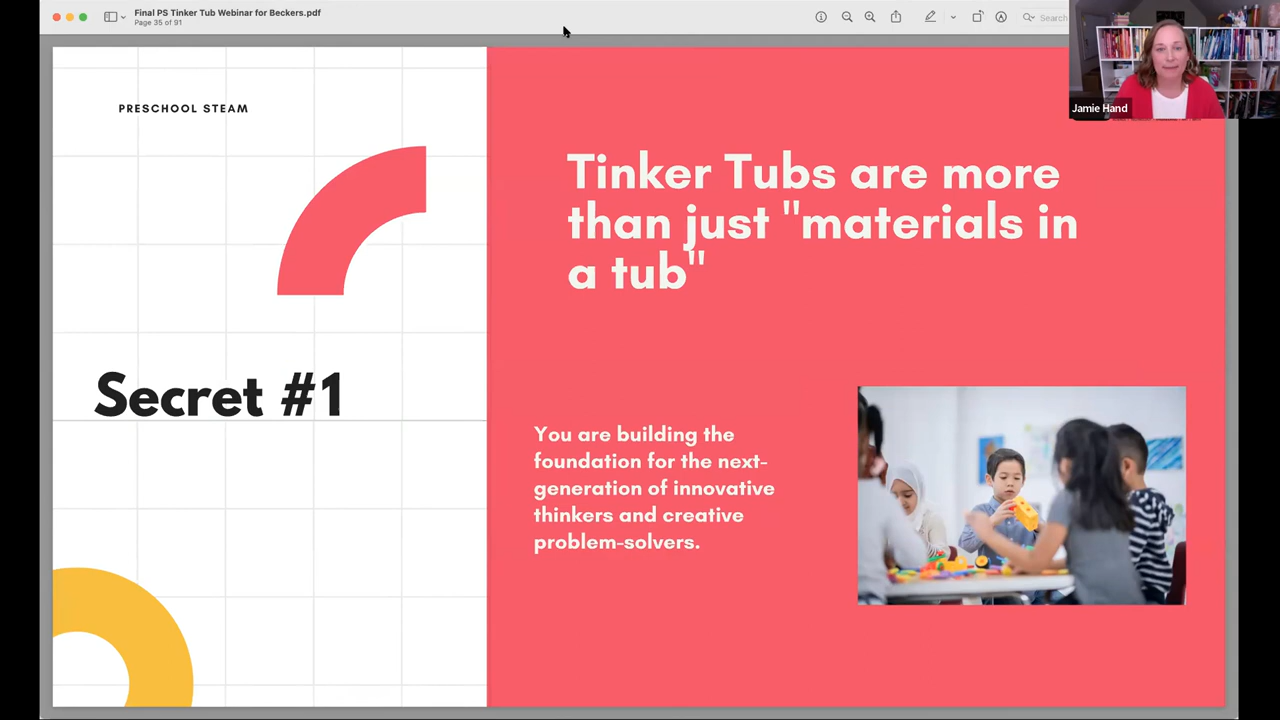 Final PS Tinker Tub Webinar for Beckers.pdf
Page 35 of 91
Search
Jamie Hand
PRESCHOOL STEAM
Secret #1
Tinker Tubs are more
than just "materials in
a tub"
You are building the
foundation for the next-
generation of innovative
thinkers and creative
problem-solvers.